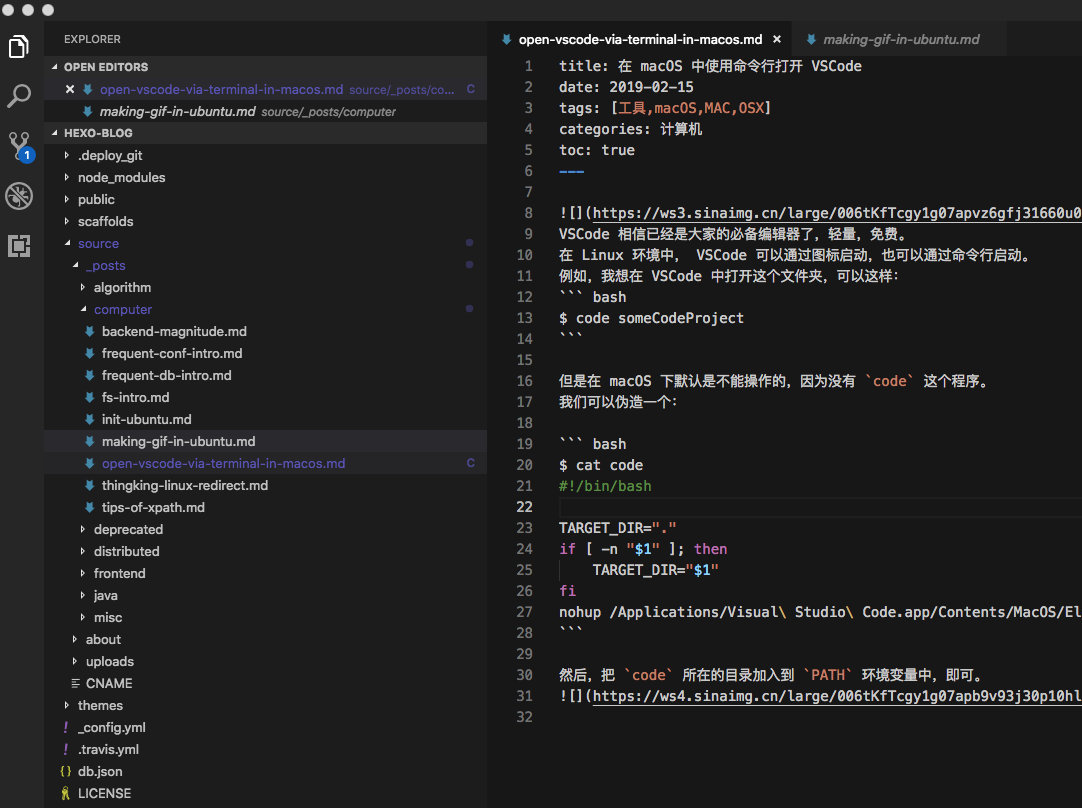 EXPLORER
OPEN EDITORS
open-vscode-via-terminal-in-macos.md source/_posts/co... C
making-gif-in-ubuntu.md source/_posts/computer
HEXO-BLOG
.deploy_git
node_modules
public
scaffolds
source
_posts
algorithm
computer
backend-magnitude.md
frequent-conf-intro.md
frequent-db-intro.md
fs-intro.md
init-ubuntu.md
making-gif-in-ubuntu.md
open-vscode-via-terminal-in-macos.md C
thingking-linux-redirect.md
tips-of-xpath.md
deprecated
distributed
frontend
java
misc
about
uploads
CNAME
themes
! _config.yml
! .travis.yml
{} db.json
LICENSE
1
open-vscode-via-terminal-in-macos.md × making-gif-in-ubuntu.md
1 title: 在 macOS 中使用命令行打开 VSCode
2 date: 2019-02-15
3 tags: [工具,macOS,MAC,OSX]
4 categories: 计算机
5 toc: true
6 ---
7
8 ![](https://ws3.sinaimg.cn/large/006tKfTcgy1g07apvz6gfj31660u0
9 VSCode 相信已经是大家的必备编辑器了，轻量，免费。
10 在 Linux 环境中， VSCode 可以通过图标启动，也可以通过命令行启动。
11 例如，我想在 VSCode 中打开这个文件夹，可以这样：
12 ``` bash
13 $ code someCodeProject
14 ```
15
16 但是在 macOS 下默认是不能操作的，因为没有 `code` 这个程序。
17 我们可以伪造一个：
18
19 ``` bash
20 $ cat code
21 #!/bin/bash
22
23 TARGET_DIR="."
24 if [ -n "$1" ]; then
25 TARGET_DIR="$1"
26 fi
27 nohup /Applications/Visual\ Studio\ Code.app/Contents/MacOS/El
28 ```
29
30 然后，把 `code` 所在的目录加入到 `PATH` 环境变量中，即可。
31 ![](https://ws4.sinaimg.cn/large/006tKfTcgy1g07apb9v93j30p10hl
32